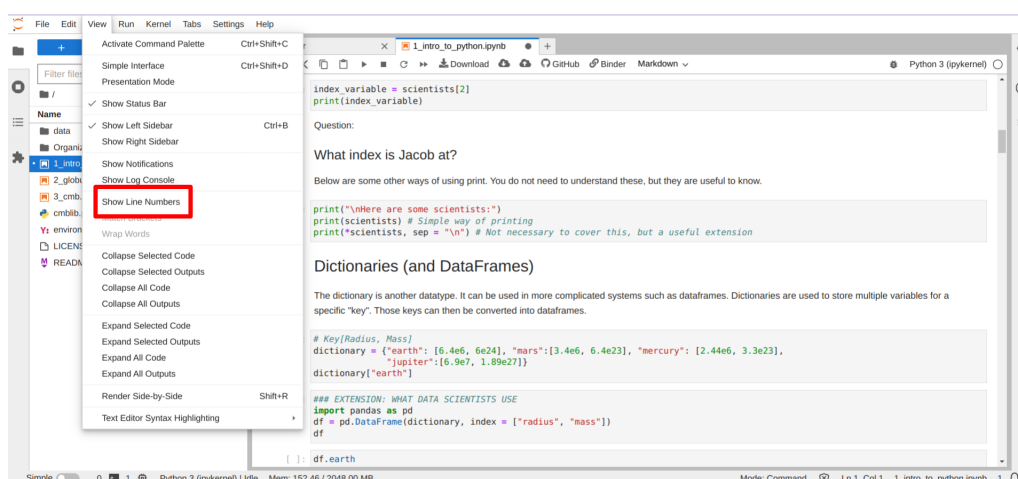 File Edit View Run Kernel Tabs Settings Help
Activate Command Palette Ctrl+Shift+C
Simple Interface Ctrl+Shift+D
Presentation Mode
Show Status Bar
Show Left Sidebar Ctrl+B
Show Right Sidebar
Show Notifications
Show Log Console
Show Line Numbers
Match Brackets
Wrap Words
Collapse Selected Code
Collapse Selected Outputs
Collapse All Code
Collapse All Outputs
Expand Selected Code
Expand Selected Outputs
Expand All Code
Expand All Outputs
Render Side-by-Side Shift+R
Text Editor Syntax Highlighting
+
Filter files
/
Name
data
Organiz
1_intro
2_globu
3_cmb.
cmblib.
environ
LICENS
READM
1_intro_to_python.ipynb
Download GitHub Binder Markdown Python 3 (ipykernel)
index_variable = scientists[2]
print(index_variable)
Question:
What index is Jacob at?
Below are some other ways of using print. You do not need to understand these, but they are useful to know.
print("\nHere are some scientists:")
print(scientists) # Simple way of printing
print(*scientists, sep = "\n") # Not necessary to cover this, but a useful extension
Dictionaries (and DataFrames)
The dictionary is another datatype. It can be used in more complicated systems such as dataframes. Dictionaries are used to store multiple variables for a
specific "key". Those keys can then be converted into dataframes.
# Key[Radius, Mass]
dictionary = {"earth": [6.4e6, 6e24], "mars":[3.4e6, 6.4e23], "mercury": [2.44e6, 3.3e23],
"jupiter":[6.9e7, 1.89e27]}
dictionary["earth"]
### EXTENSION: WHAT DATA SCIENTISTS USE
import pandas as pd
df = pd.DataFrame(dictionary, index = ["radius", "mass"])
df
[ ]: df.earth
Simple 0 1 Python 3 (ipykernel) | Idle Mem: 152.46 / 2048.00 MB Mode: Command Ln 1, Col 1 1_intro_to_python.ipynb 1